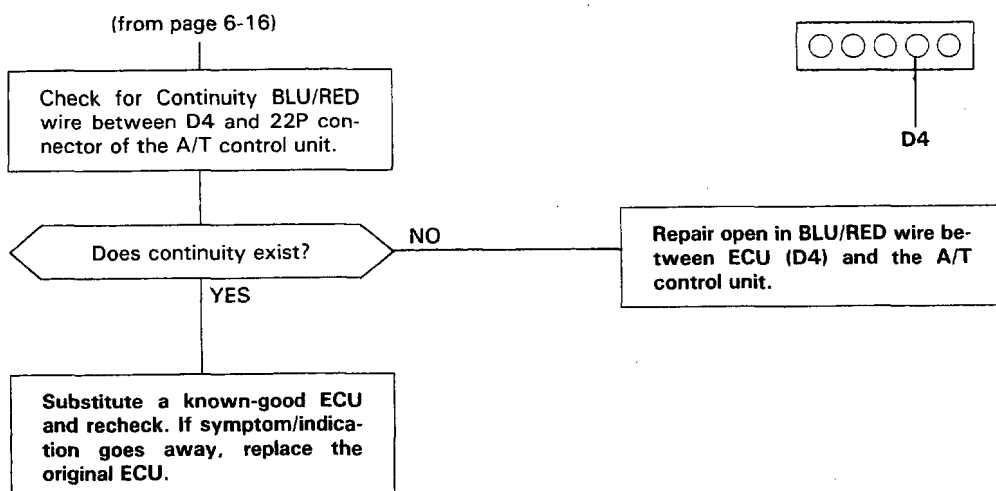 (from page 6-16)
Check for Continuity BLU/RED
wire between D4 and 22P con-
nector of the A/T control unit.
D4
Does continuity exist?
NO
Repair open in BLU/RED wire be-
tween ECU (D4) and the A/T
control unit.
YES
Substitute a known-good ECU
and recheck. If symptom/indica-
tion goes away, replace the
original ECU.